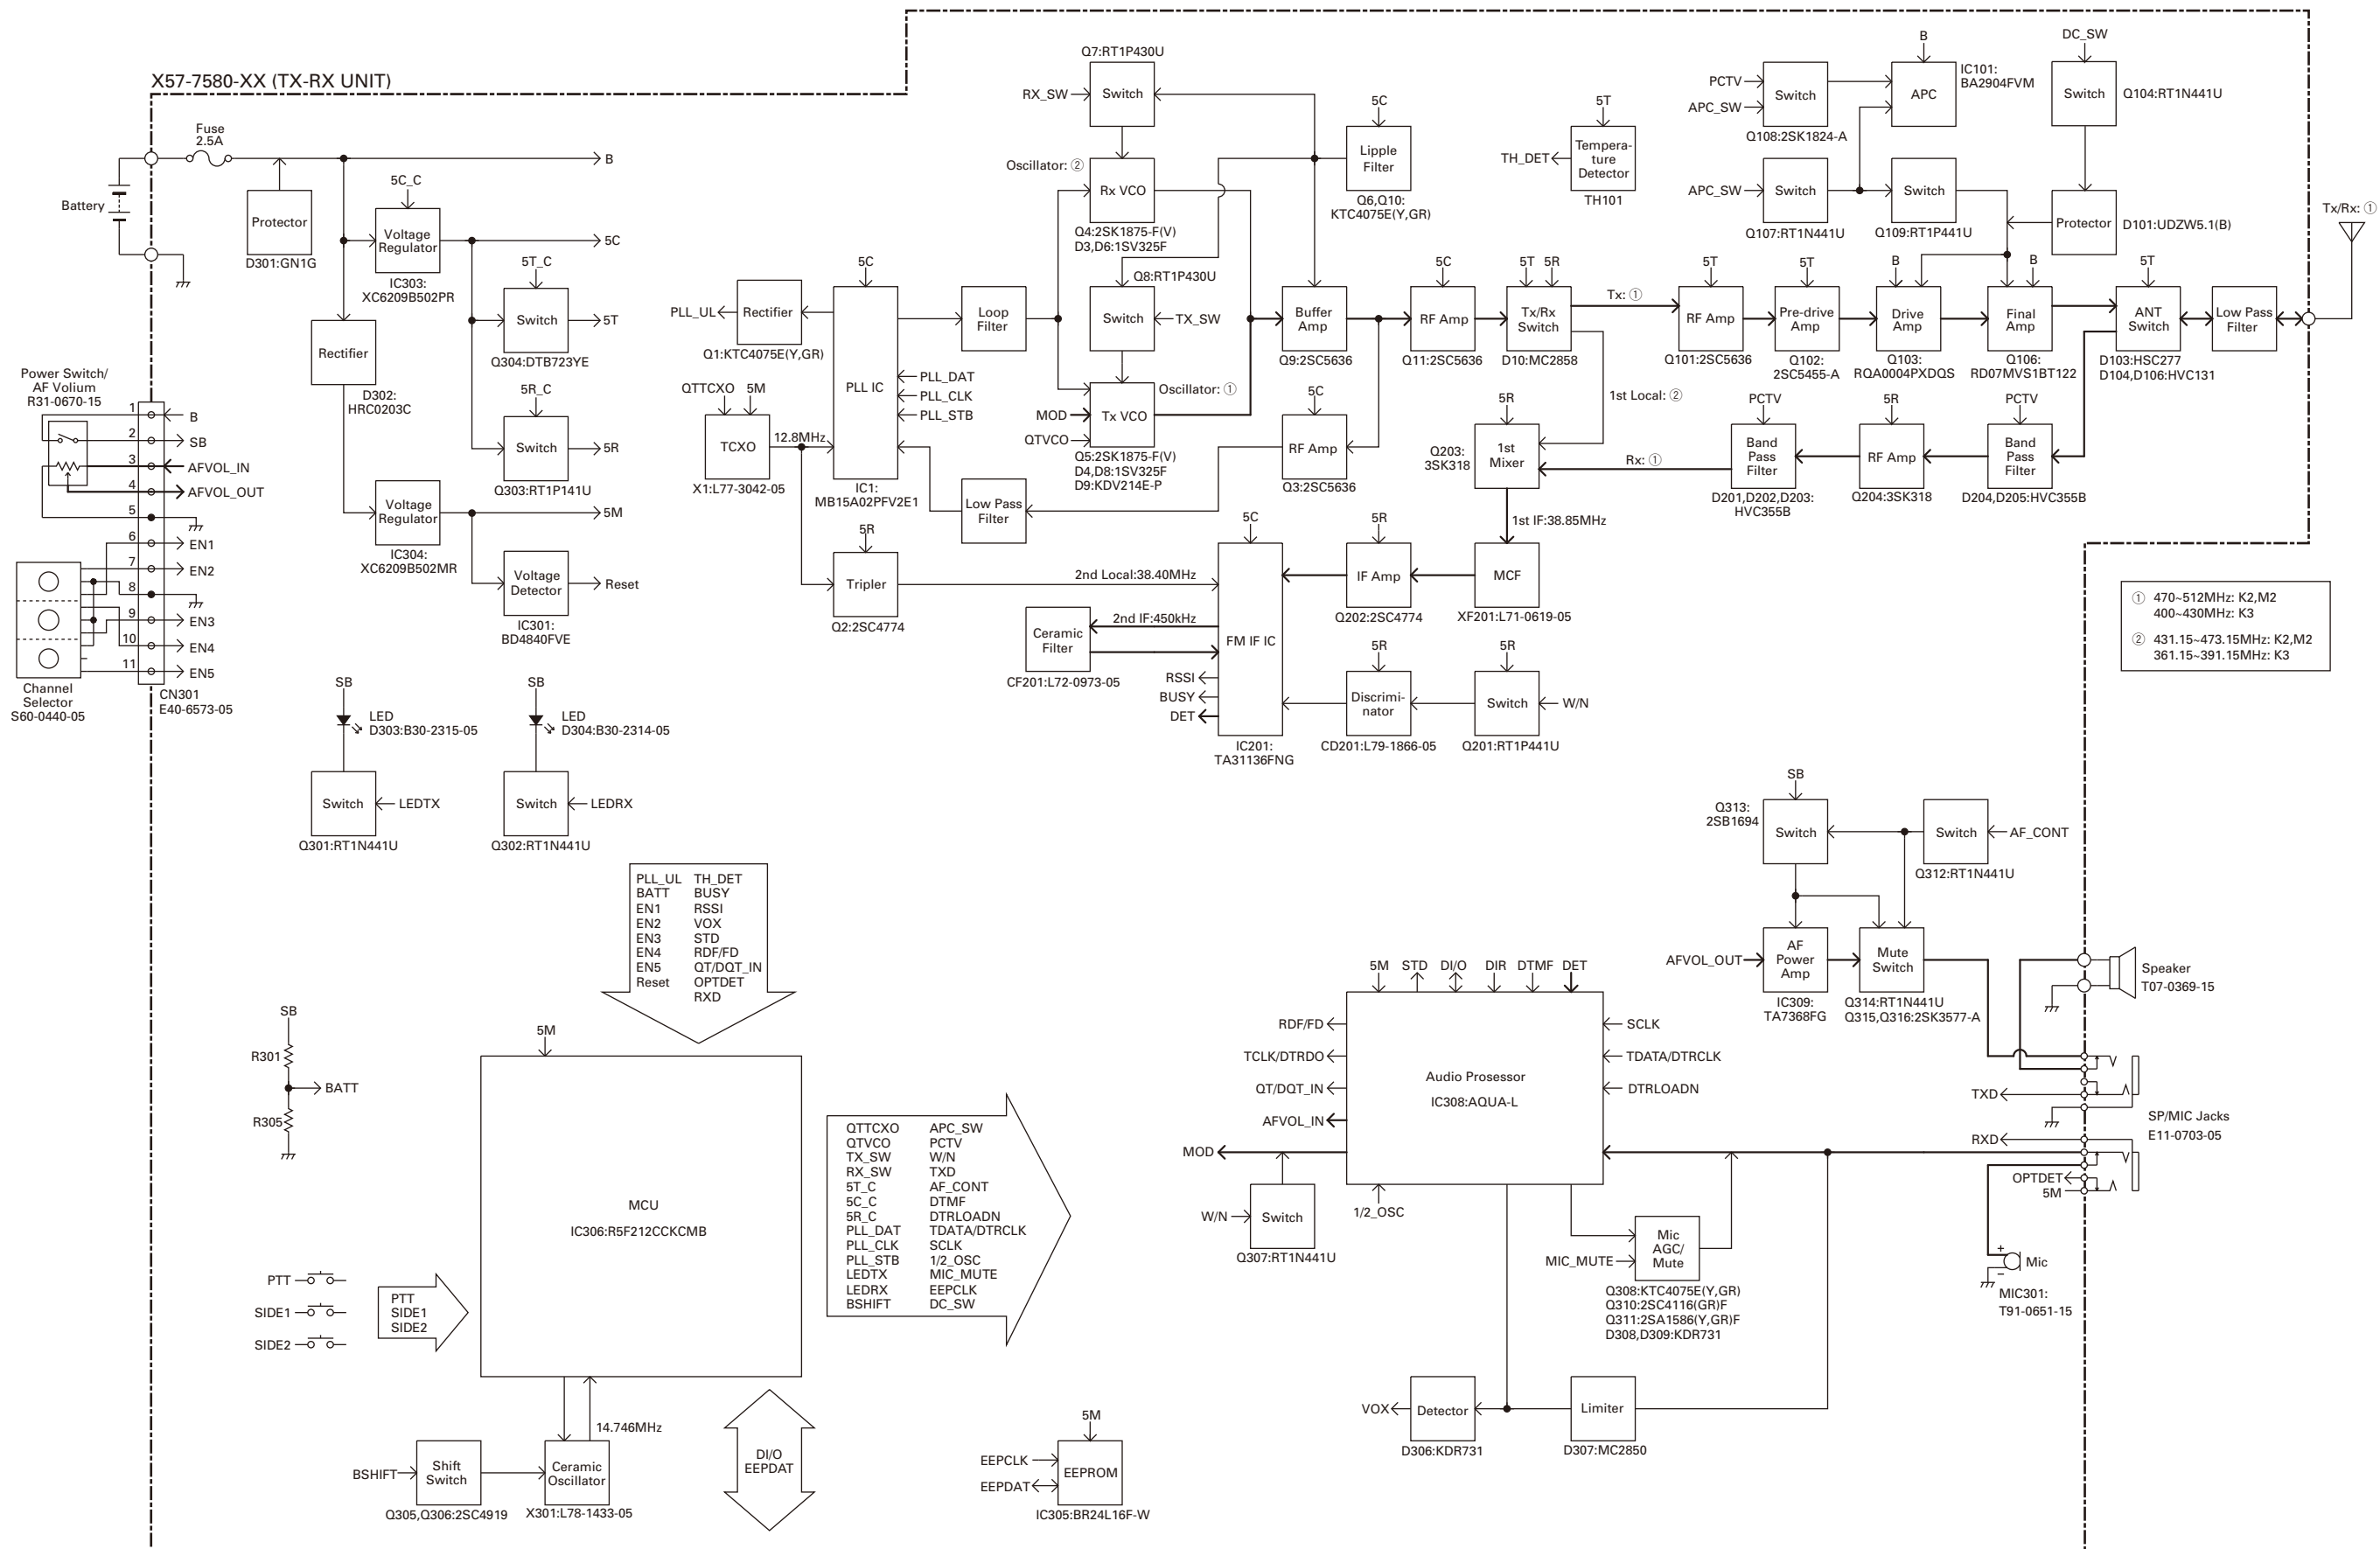 X57-7580-XX (TX-RX UNIT)
Fuse
2.5A
B
Battery
Protector
D301:GN1G
5C_C
Voltage
Regulator
IC303:
XC6209B502PR
5C
5T_C
Switch
5T
Q304:DTB723YE
Rectifier
D302:
HRC0203C
5R_C
Switch
5R
Q303:RT1P141U
Voltage
Regulator
5M
IC304:
XC6209B502MR
Voltage
Detector
Reset
IC301:
BD4840FVE
Power Switch/
AF Volium
R31-0670-15
1
B
2
SB
3
AFVOL_IN
4
AFVOL_OUT
5
6
EN1
7
EN2
8
9
EN3
10
EN4
11
EN5
Channel
Selector
S60-0440-05
CN301
E40-6573-05
SB
LED
D303:B30-2315-05
Switch
LEDTX
Q301:RT1N441U
SB
LED
D304:B30-2314-05
Switch
LEDRX
Q302:RT1N441U
Q7:RT1P430U
RX_SW
Switch
Oscillator: ②
Rx VCO
Q4:2SK1875-F(V)
D3,D6:1SV325F
5C
Lipple
Filter
Q6,Q10:
KTC4075E(Y,GR)
Q8:RT1P430U
Switch
TX_SW
Oscillator: ①
MOD
Tx VCO
QTVCO
Q5:2SK1875-F(V)
D4,D8:1SV325F
D9:KDV214E-P
PLL_UL
Rectifier
Q1:KTC4075E(Y,GR)
5C
PLL IC
PLL_DAT
PLL_CLK
PLL_STB
IC1:
MB15A02PFV2E1
Loop
Filter
QTTCXO
5M
TCXO
12.8MHz
X1:L77-3042-05
Low Pass
Filter
5R
Tripler
Q2:2SC4774
Buffer
Amp
Q9:2SC5636
5C
RF Amp
Q11:2SC5636
5C
RF Amp
Q3:2SC5636
5T
5R
Tx/Rx
Switch
D10:MC2858
Tx: ①
1st Local: ②
5T
Tempera-
ture
Detector
TH_DET
TH101
PCTV
APC_SW
Switch
Q108:2SK1824-A
B
APC
IC101:
BA2904FVM
DC_SW
Switch
Q104:RT1N441U
APC_SW
Switch
Q107:RT1N441U
Switch
Q109:RT1P441U
Protector
D101:UDZW5.1(B)
Tx/Rx: ①
5T
RF Amp
Q101:2SC5636
5T
Pre-drive
Amp
Q102:
2SC5455-A
B
Drive
Amp
Q103:
RQA0004PXDQS
B
Final
Amp
Q106:
RD07MVS1BT122
5T
ANT
Switch
D103:HSC277
D104,D106:HVC131
Low Pass
Filter
5R
1st
Mixer
Q203:
3SK318
Rx: ①
PCTV
Band
Pass
Filter
D201,D202,D203:
HVC355B
5R
RF Amp
Q204:3SK318
PCTV
Band
Pass
Filter
D204,D205:HVC355B
1st IF:38.85MHz
MCF
XF201:L71-0619-05
5R
IF Amp
Q202:2SC4774
5C
FM IF IC
2nd Local:38.40MHz
2nd IF:450kHz
Ceramic
Filter
CF201:L72-0973-05
RSSI
BUSY
DET
IC201:
TA31136FNG
5R
Discrimi-
nator
CD201:L79-1866-05
5R
Switch
W/N
Q201:RT1P441U
① 470~512MHz: K2,M2
400~430MHz: K3
② 431.15~473.15MHz: K2,M2
361.15~391.15MHz: K3
PLL_UL TH_DET
BATT BUSY
EN1 RSSI
EN2 VOX
EN3 STD
EN4 RDF/FD
EN5 QT/DQT_IN
Reset OPTDET
RXD
SB
R301
BATT
R305
PTT
SIDE1
SIDE2
PTT
SIDE1
SIDE2
5M
MCU
IC306:R5F212CCKCMB
14.746MHz
BSHIFT
Shift
Switch
Q305,Q306:2SC4919
Ceramic
Oscillator
X301:L78-1433-05
QTTCXO APC_SW
QTVCO PCTV
TX_SW W/N
RX_SW TXD
5T_C AF_CONT
5C_C DTMF
5R_C DTRLOADN
PLL_DAT TDATA/DTRCLK
PLL_CLK SCLK
PLL_STB 1/2_OSC
LEDTX MIC_MUTE
LEDRX EEPCLK
BSHIFT DC_SW
DI/O
EEPDAT
5M
EEPCLK
EEPDAT
EEPROM
IC305:BR24L16F-W
5M STD DI/O DIR DTMF DET
RDF/FD
TCLK/DTRDO
QT/DQT_IN
AFVOL_IN
MOD
Audio Prosessor
IC308:AQUA-L
SCLK
TDATA/DTRCLK
DTRLOADN
W/N
Switch
Q307:RT1N441U
1/2_OSC
MIC_MUTE
Mic
AGC/
Mute
Q308:KTC4075E(Y,GR)
Q310:2SC4116(GR)F
Q311:2SA1586(Y,GR)F
D308,D309:KDR731
VOX
Detector
D306:KDR731
Limiter
D307:MC2850
SB
Q313:
2SB1694
Switch
Switch
AF_CONT
Q312:RT1N441U
AFVOL_OUT
AF
Power
Amp
IC309:
TA7368FG
Mute
Switch
Q314:RT1N441U
Q315,Q316:2SK3577-A
Speaker
T07-0369-15
TXD
SP/MIC Jacks
E11-0703-05
RXD
OPTDET
5M
+
Mic
−
MIC301:
T91-0651-15